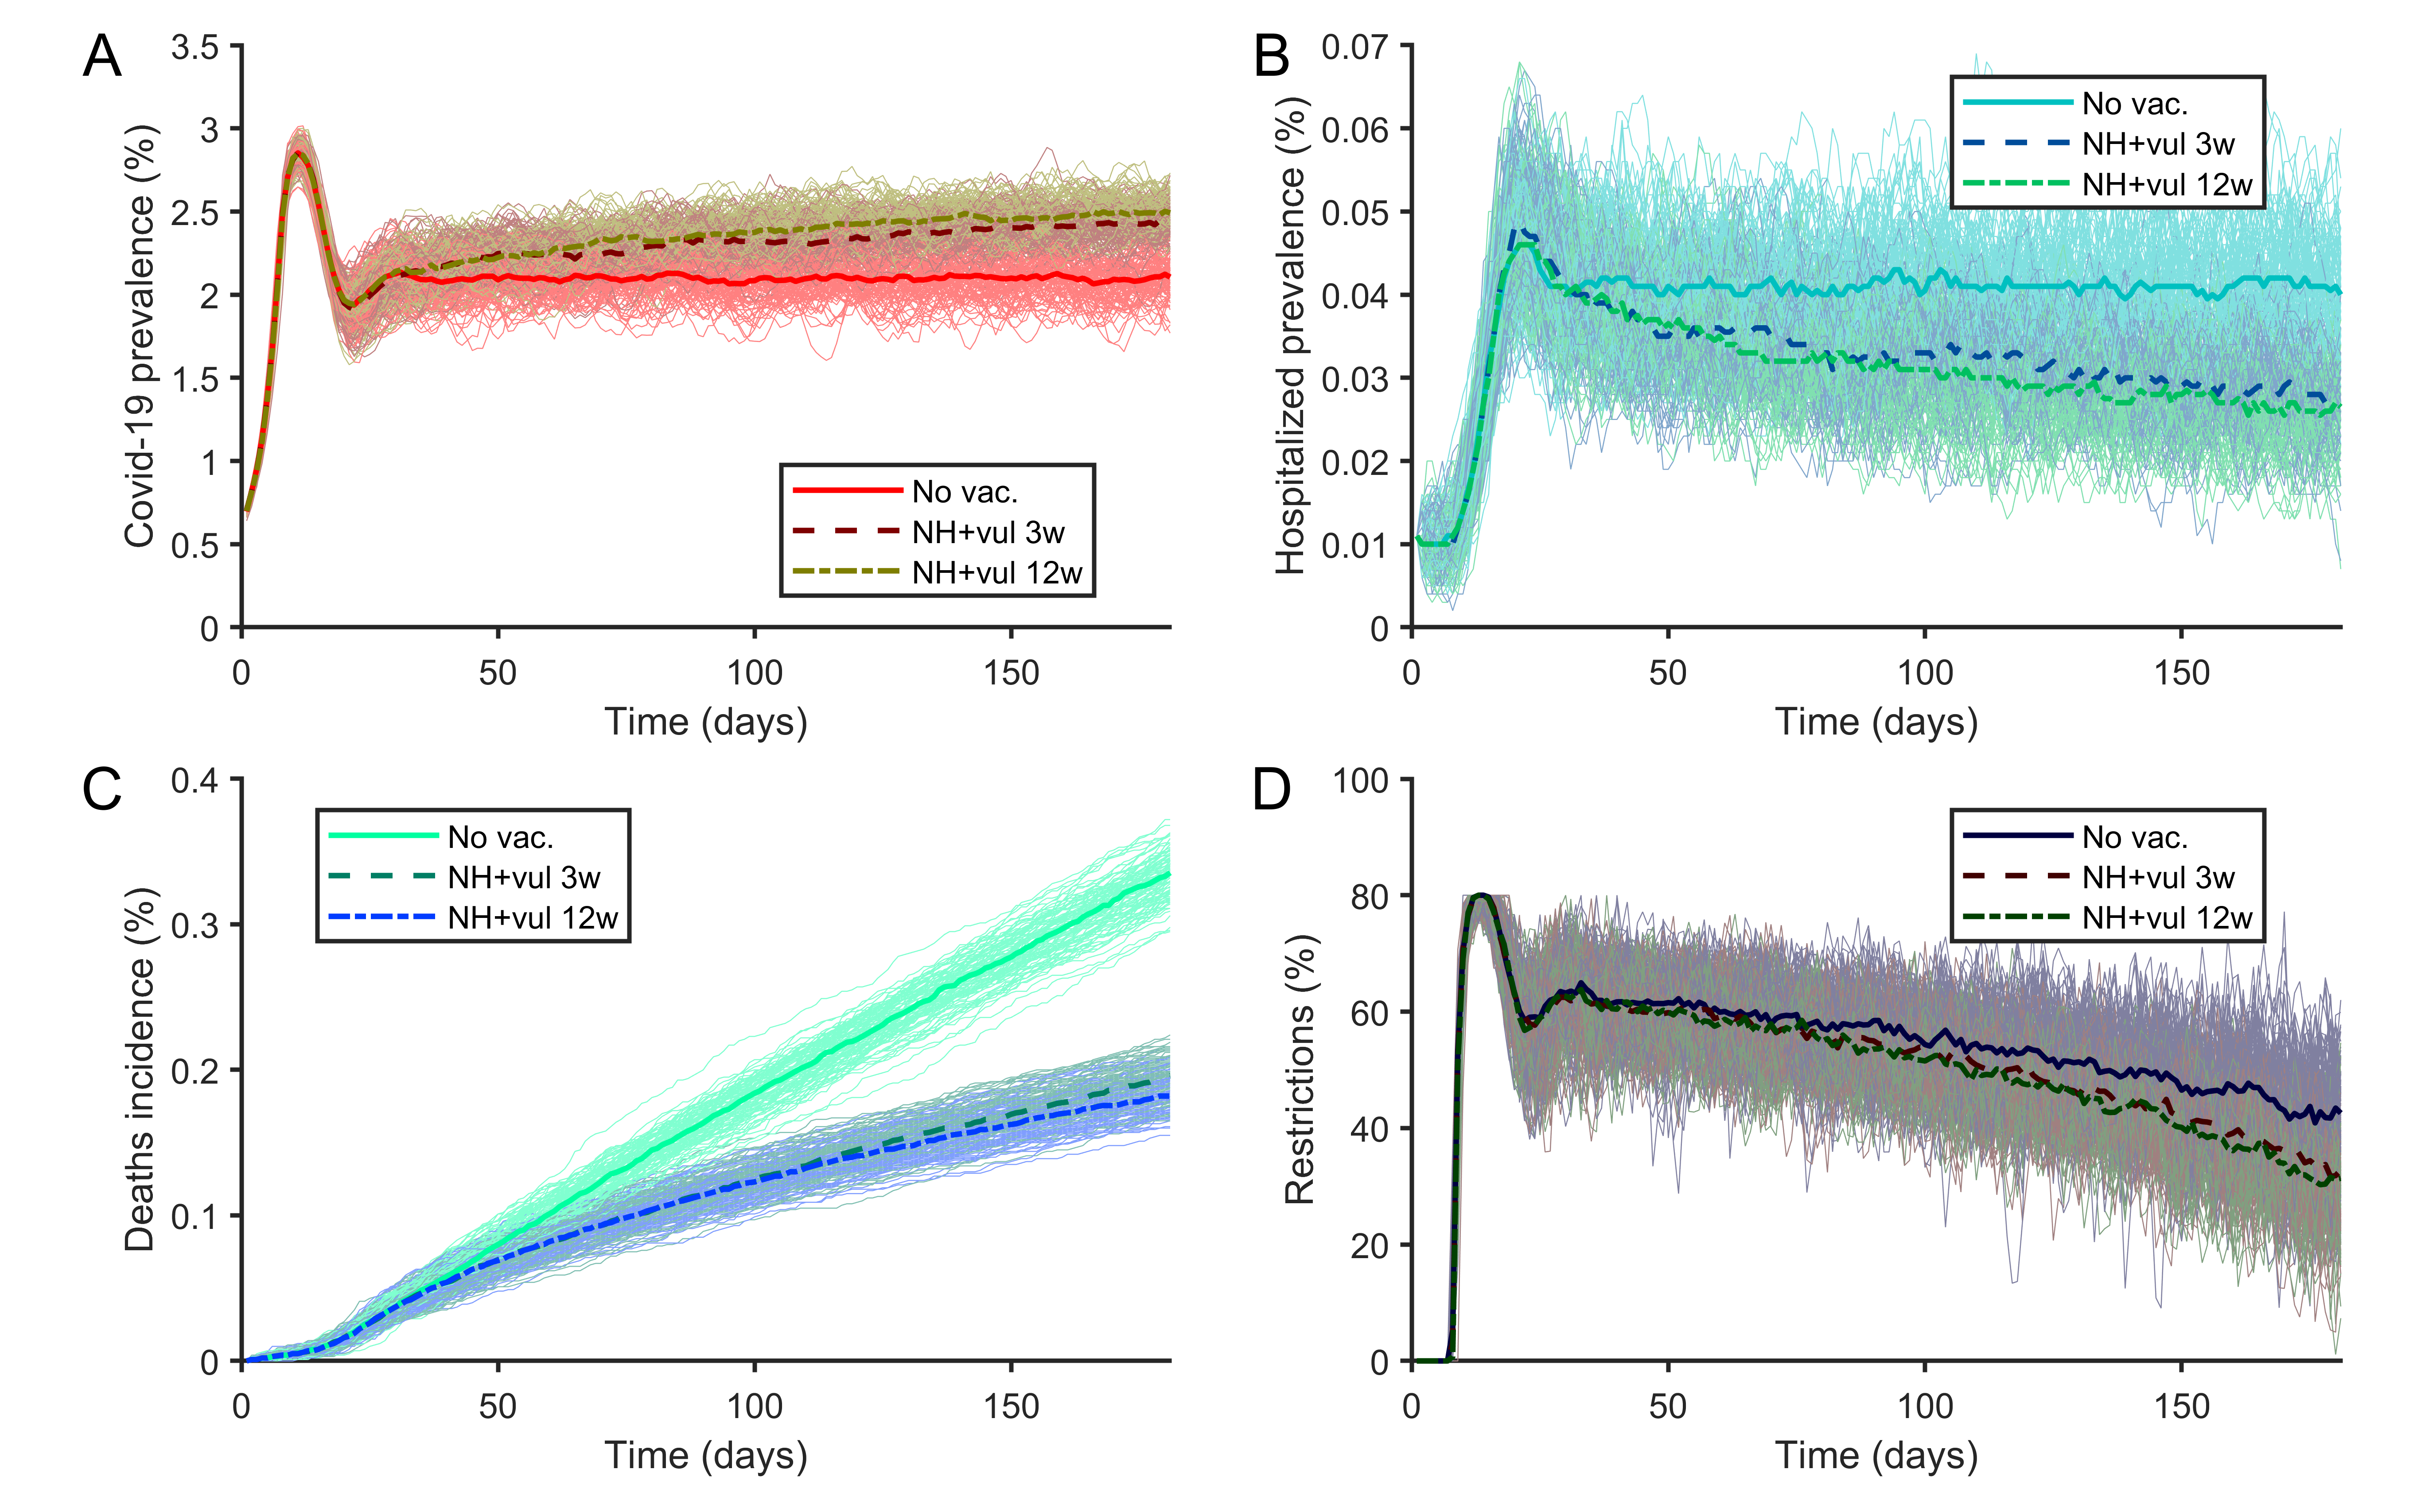 A
Covid-19 prevalence (%)
3.5
3
2.5
2
1.5
1
0.5
0
No vac.
NH+vul 3w
NH+vul 12w
0 50 100 150
Time (days)
B
Hospitalized prevalence (%)
0.07
0.06
0.05
0.04
0.03
0.02
0.01
0
No vac.
NH+vul 3w
NH+vul 12w
0 50 100 150
Time (days)
C
Deaths incidence (%)
0.4
0.3
0.2
0.1
0
No vac.
NH+vul 3w
NH+vul 12w
0 50 100 150
Time (days)
D
Restrictions (%)
100
80
60
40
20
0
No vac.
NH+vul 3w
NH+vul 12w
0 50 100 150
Time (days)